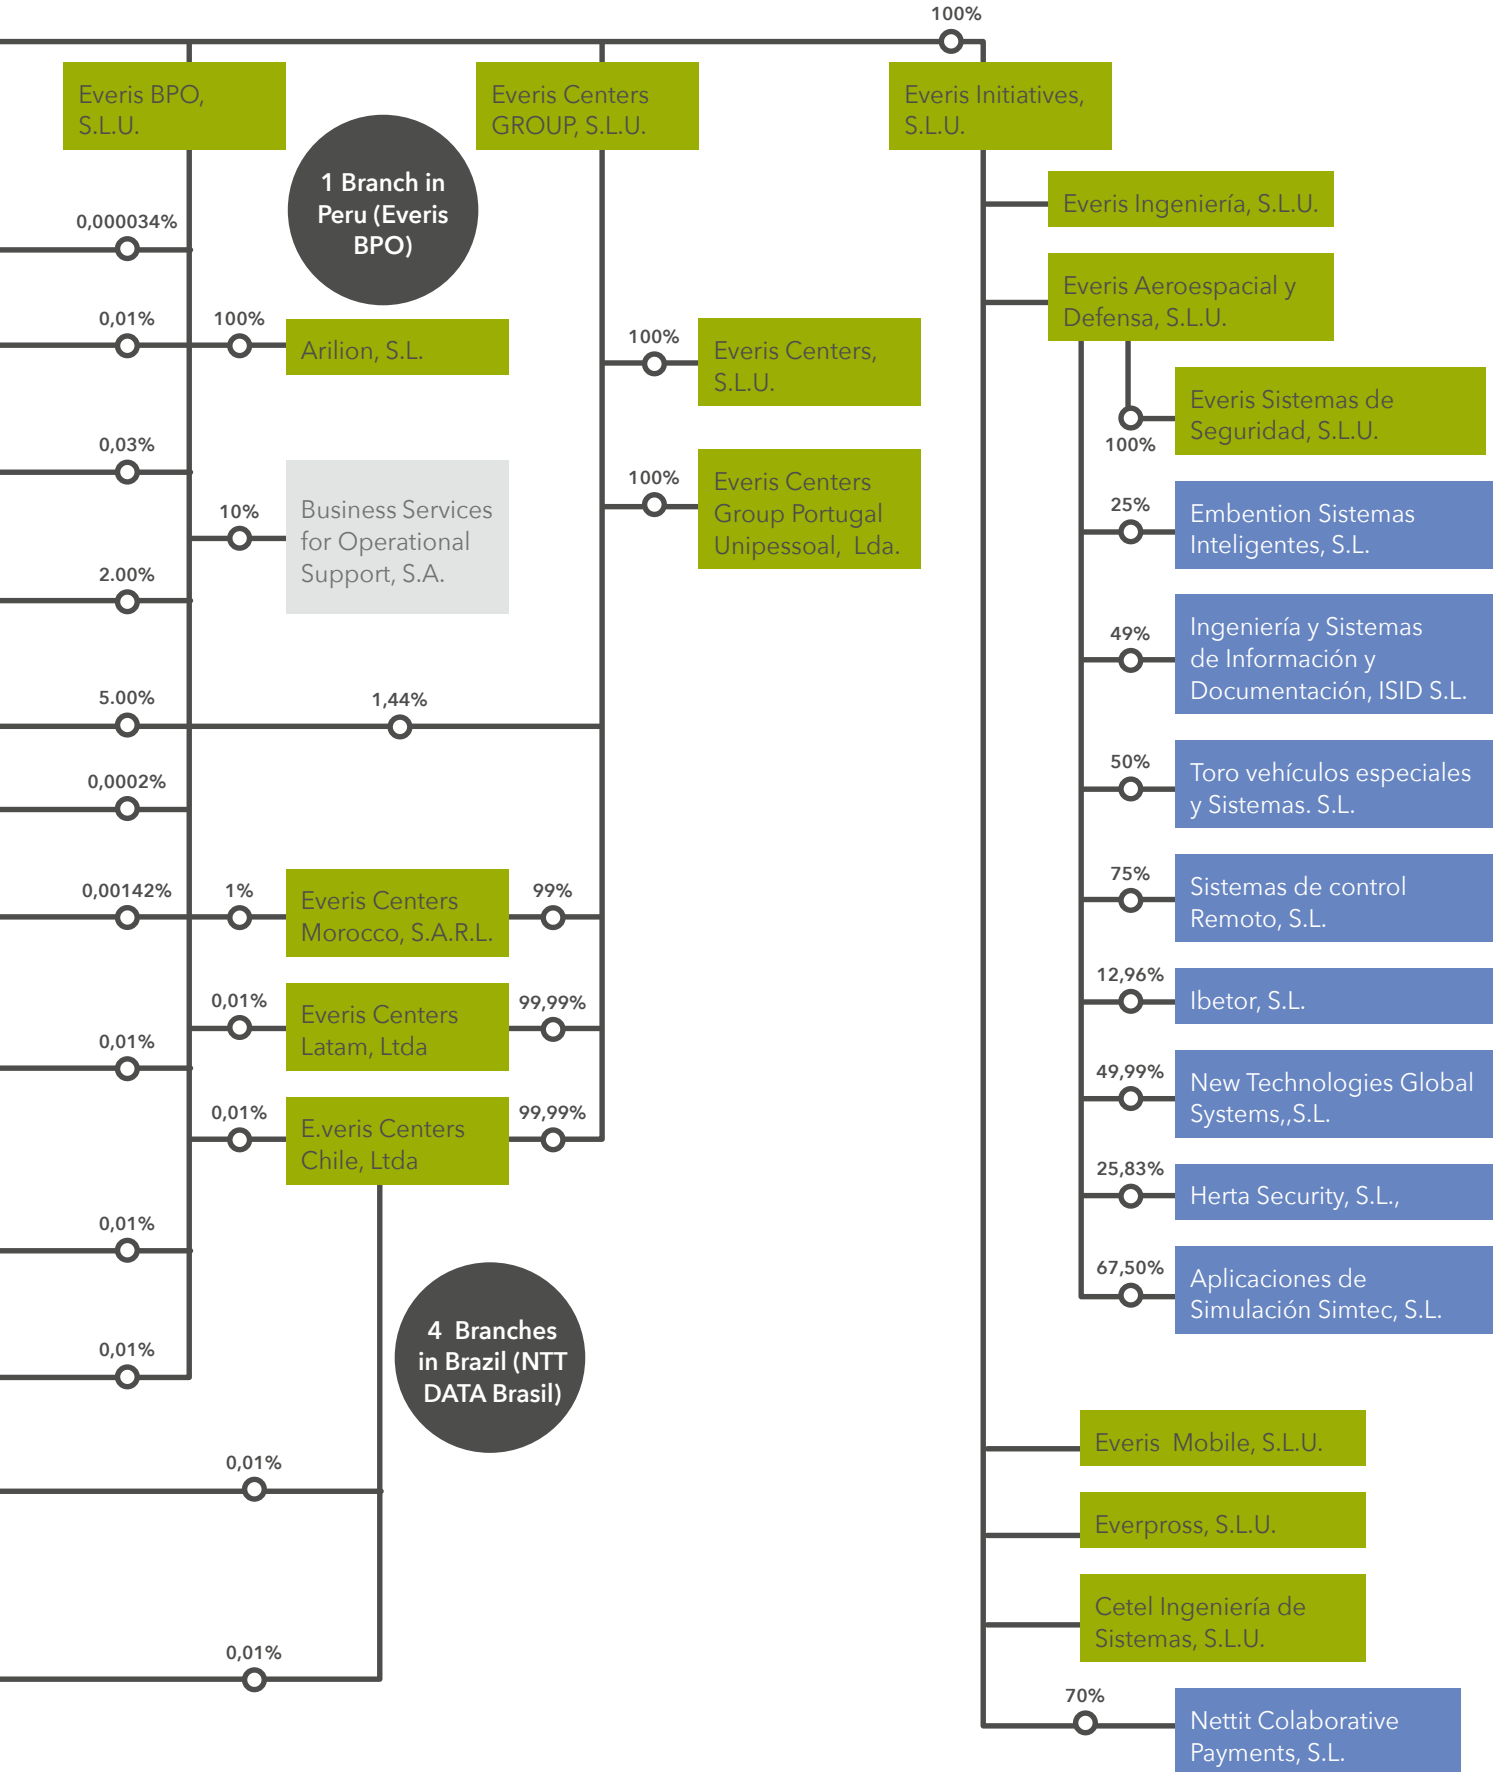 100%
Everis BPO,
S.L.U.
Everis Centers
GROUP, S.L.U.
Everis Initiatives,
S.L.U.
1 Branch in
Peru (Everis
BPO)
Everis Ingeniería, S.L.U.
0,000034%
Everis Aeroespacial y
Defensa, S.L.U.
0,01%
100%
Arilion, S.L.
100%
Everis Centers,
S.L.U.
Everis Sistemas de
Seguridad, S.L.U.
100%
0,03%
10%
Business Services
for Operational
Support, S.A.
100%
Everis Centers
Group Portugal
Unipessoal, Lda.
25%
Embention Sistemas
Inteligentes, S.L.
2.00%
49%
Ingeniería y Sistemas
de Información y
Documentación, ISID S.L.
5.00%
1,44%
0,0002%
50%
Toro vehículos especiales
y Sistemas. S.L.
0,00142%
1%
Everis Centers
Morocco, S.A.R.L.
99%
75%
Sistemas de control
Remoto, S.L.
0,01%
Everis Centers
Latam, Ltda
99,99%
12,96%
Ibetor, S.L.
0,01%
49,99%
New Technologies Global
Systems,,S.L.
0,01%
E.veris Centers
Chile, Ltda
99,99%
25,83%
Herta Security, S.L.,
0,01%
67,50%
Aplicaciones de
Simulación Simtec, S.L.
4 Branches
in Brazil (NTT
DATA Brasil)
0,01%
Everis Mobile, S.L.U.
0,01%
Everpross, S.L.U.
Cetel Ingeniería de
Sistemas, S.L.U.
0,01%
70%
Nettit Colaborative
Payments, S.L.